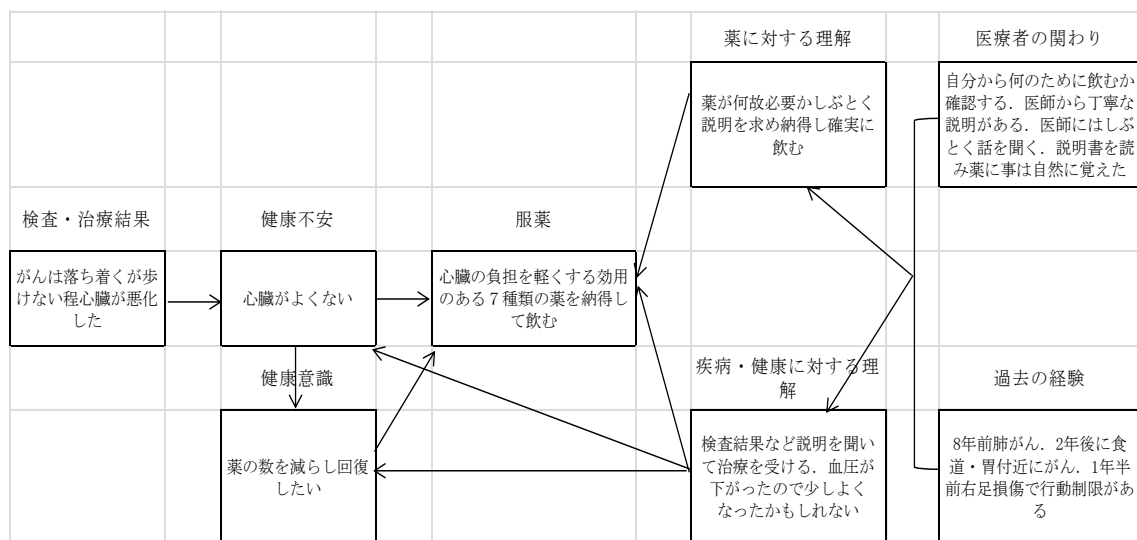 薬に対する理解
医療者の関わり
薬が何故必要かしぶとく
説明を求め納得し確実に
飲む
自分から何のために飲むか
確認する．医師から丁寧な
説明がある．医師にはしぶ
とく話を聞く．説明書を読
み薬に事は自然に覚えた
検査・治療結果
健康不安
服薬
がんは落ち着くが歩
けない程心臓が悪化
した
心臓がよくない
心臓の負担を軽くする効用
のある７種類の薬を納得し
て飲む
健康意識
疾病・健康に対する理
解
過去の経験
薬の数を減らし回復
したい
検査結果など説明を聞い
て治療を受ける．血圧が
下がったので少しよく
なったかもしれない
8年前肺がん．2年後に食
道・胃付近にがん．1年半
前右足損傷で行動制限があ
る